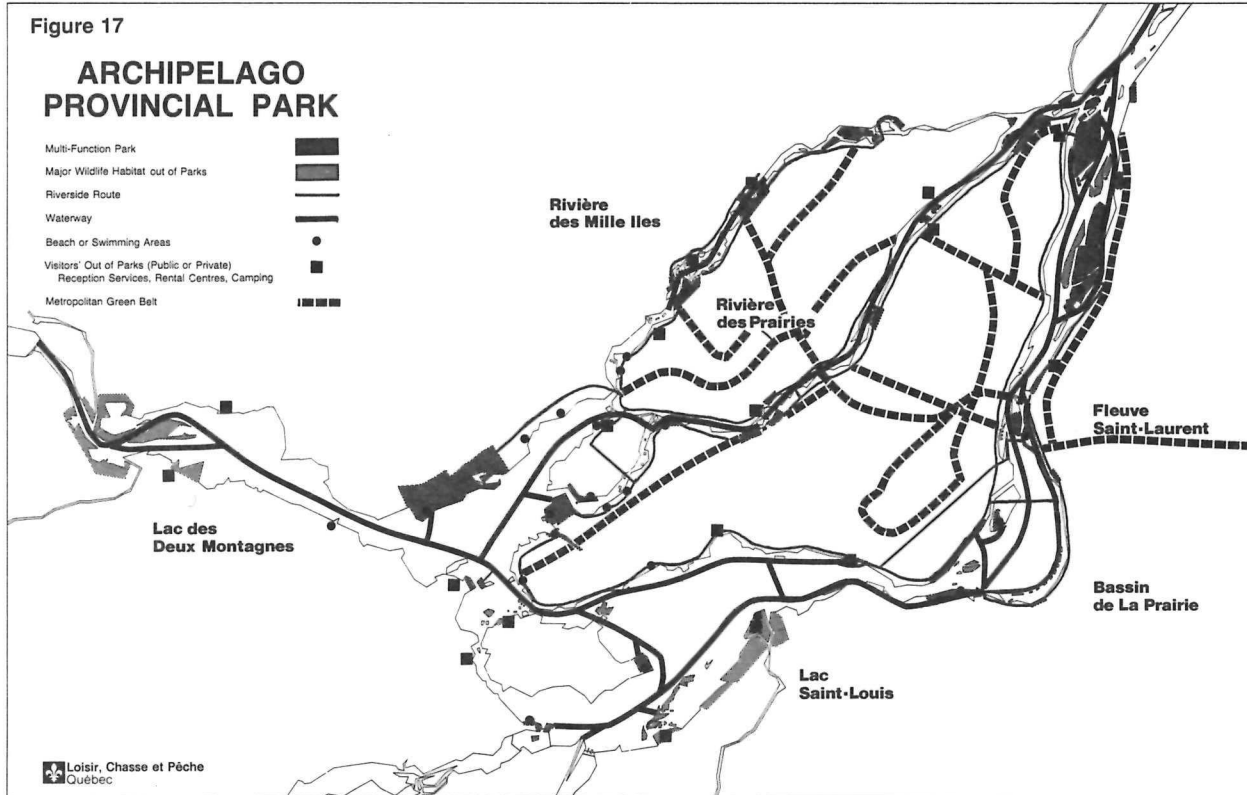 Figure 17
ARCHIPELAGO
PROVINCIAL PARK
Multi-Function Park
Major Wildlife Habitat out of Parks
Riverside Route
Waterway
Beach or Swimming Areas
Visitors' Out of Parks (Public or Private)
Reception Services, Rental Centres, Camping
Metropolitan Green Belt
Rivière
des Mille Iles
Rivière
des Prairies
Fleuve
Saint-Laurent
Lac des
Deux Montagnes
Bassin
de La Prairie
Lac
Saint-Louis
Loisir, Chasse et Pêche
Québec